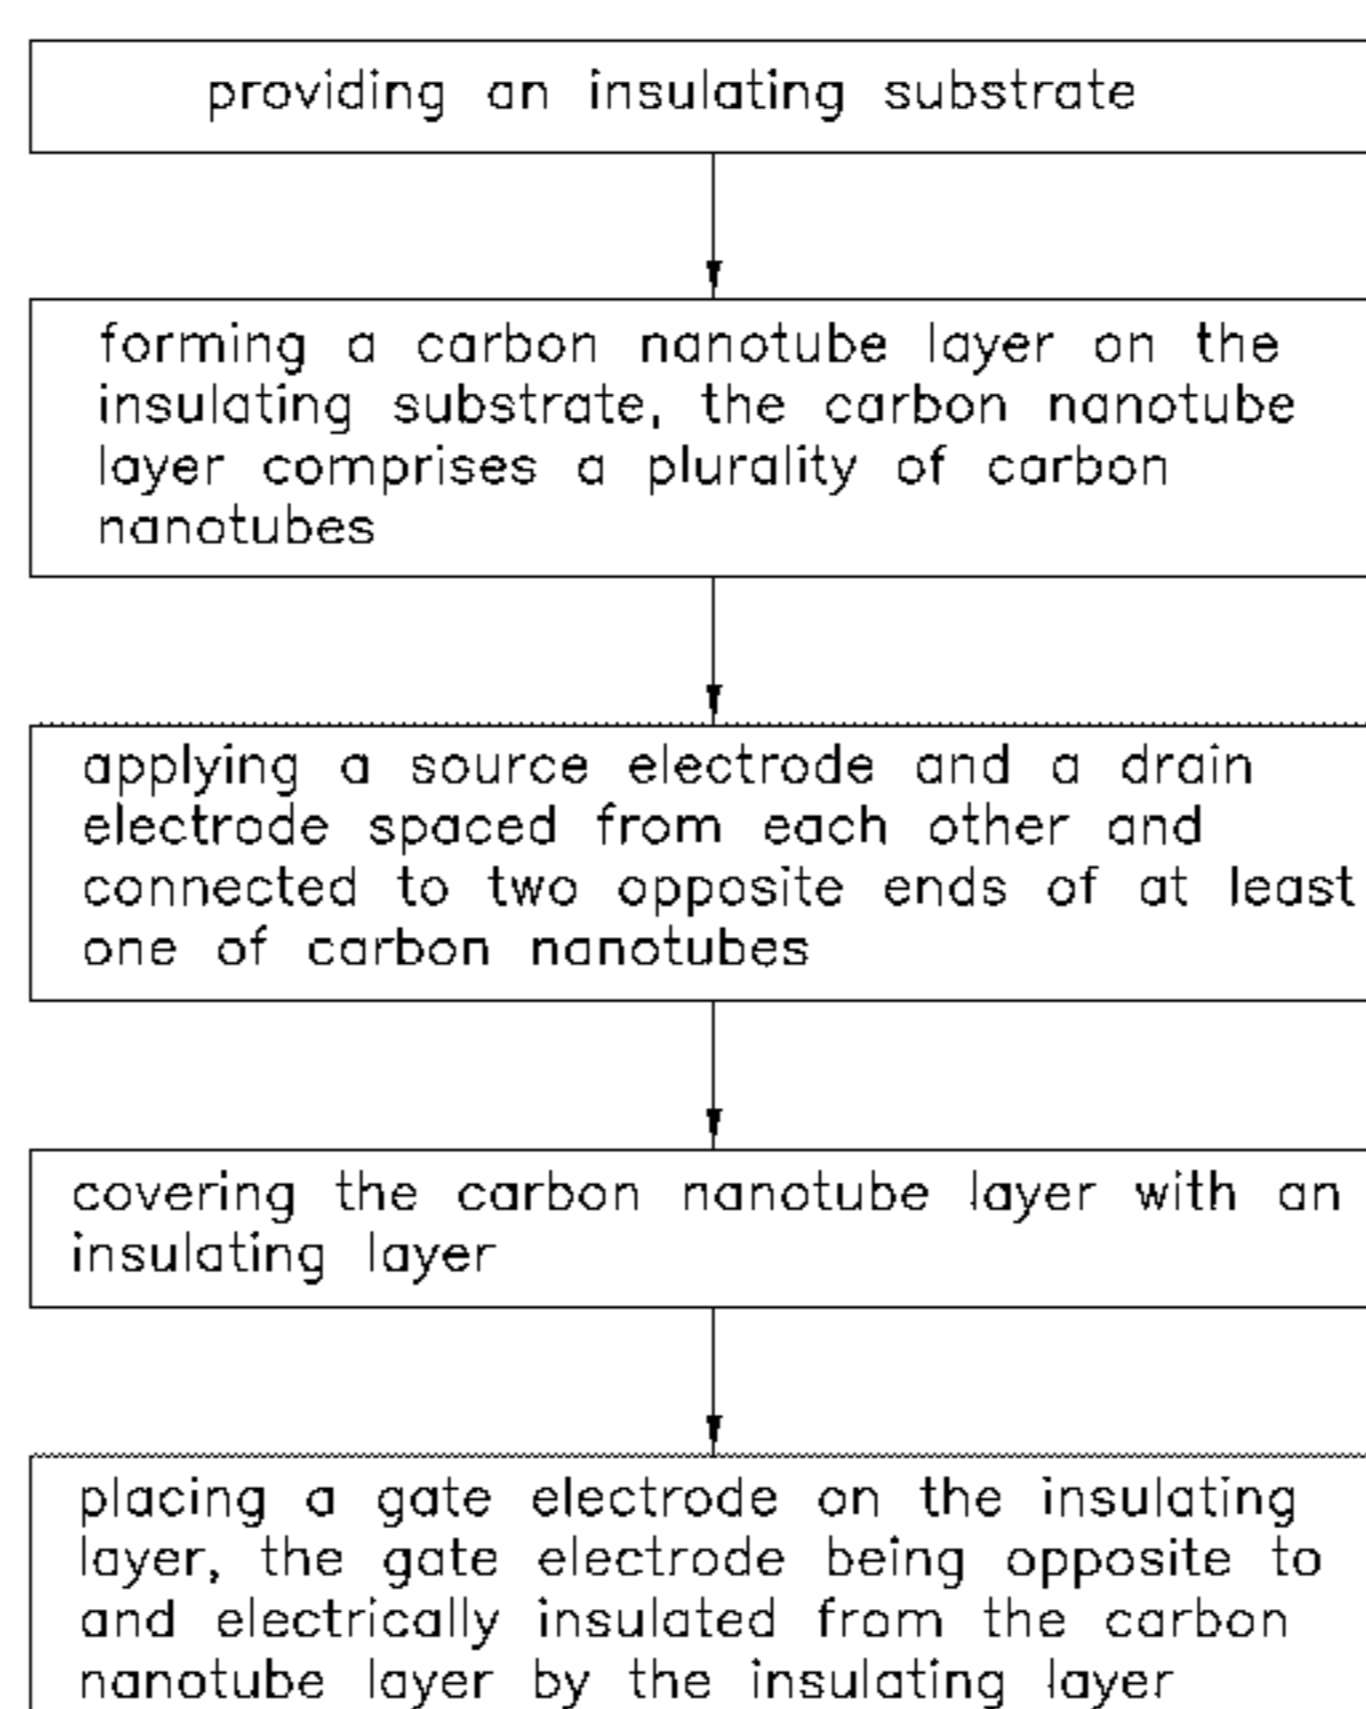 providing an insulating substrate
forming a carbon nanotube layer on the
insulating substrate, the carbon nanotube
layer comprises a plurality of carbon
nanotubes
applying a source electrode and a drain
electrode spaced from each other and
connected to two opposite ends of at least
one of carbon nanotubes
covering the carbon nanotube layer with an
insulating layer
placing a gate electrode on the insulating
layer, the gate electrode being opposite to
and electrically insulated from the carbon
nanotube layer by the insulating layer